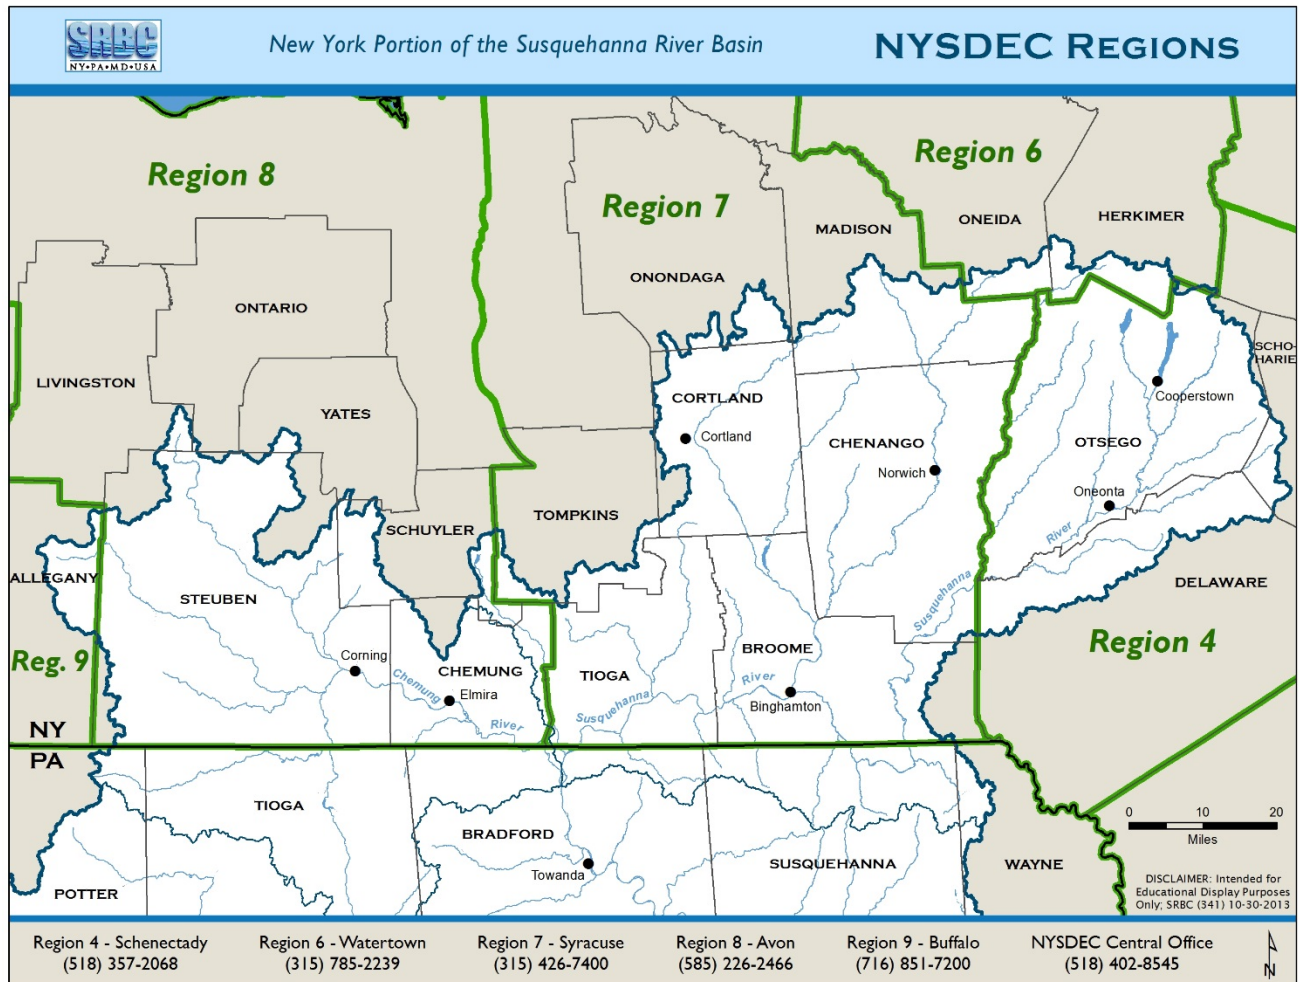 SRBC
NY•PA•MD•USA
New York Portion of the Susquehanna River Basin
NYSDEC REGIONS
Region 8
Region 7
Region 6
MADISON
ONEIDA
HERKIMER
ONONDAGA
ONTARIO
LIVINGSTON
YATES
SCHO-
HARIE
CORTLAND
Cortland
Cooperstown
CHENANGO
OTSEGO
Norwich
Oneonta
TOMPKINS
SCHUYLER
River
ALLEGANY
STEUBEN
Susquehanna
DELAWARE
Region 4
Reg. 9
Corning
CHEMUNG
Chemung
Elmira
River
TIOGA
Susquehanna
BROOME
River
Binghamton
NY
PA
TIOGA
BRADFORD
Towanda
SUSQUEHANNA
WAYNE
POTTER
0 10 20
Miles
DISCLAIMER: Intended for
Educational Display Purposes
Only; SRBC (341) 10-30-2013
Region 4 - Schenectady
(518) 357-2068
Region 6 - Watertown
(315) 785-2239
Region 7 - Syracuse
(315) 426-7400
Region 8 - Avon
(585) 226-2466
Region 9 - Buffalo
(716) 851-7200
NYSDEC Central Office
(518) 402-8545
N